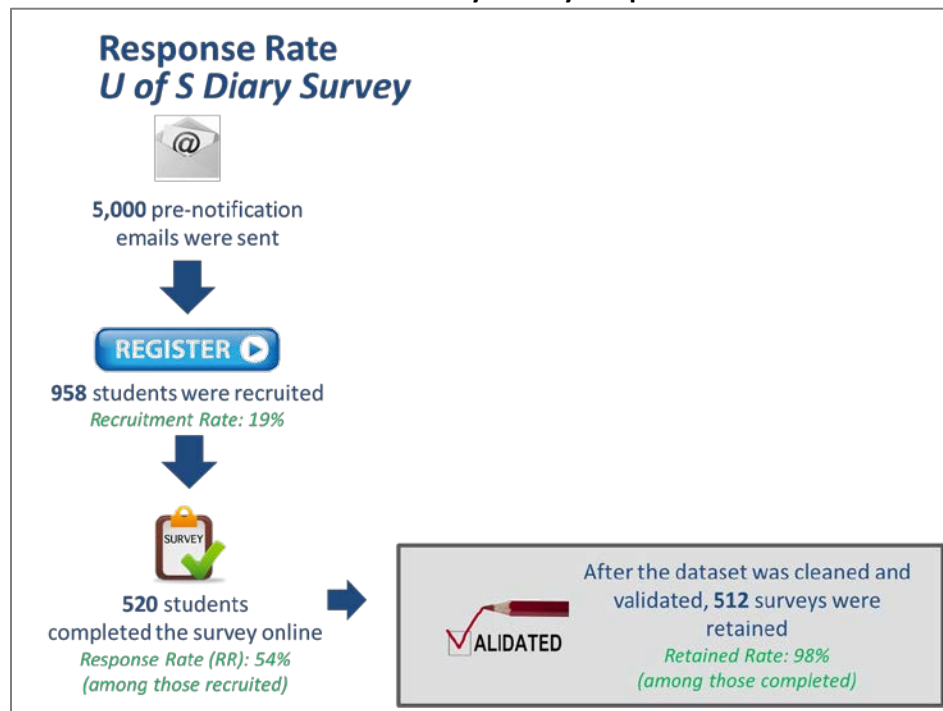 Response Rate
U of S Diary Survey
@
5,000 pre-notification
emails were sent
REGISTER
958 students were recruited
Recruitment Rate: 19%
SURVEY
520 students
completed the survey online
Response Rate (RR): 54%
(among those recruited)
After the dataset was cleaned and
validated, 512 surveys were
retained
VALIDATED
Retained Rate: 98%
(among those completed)